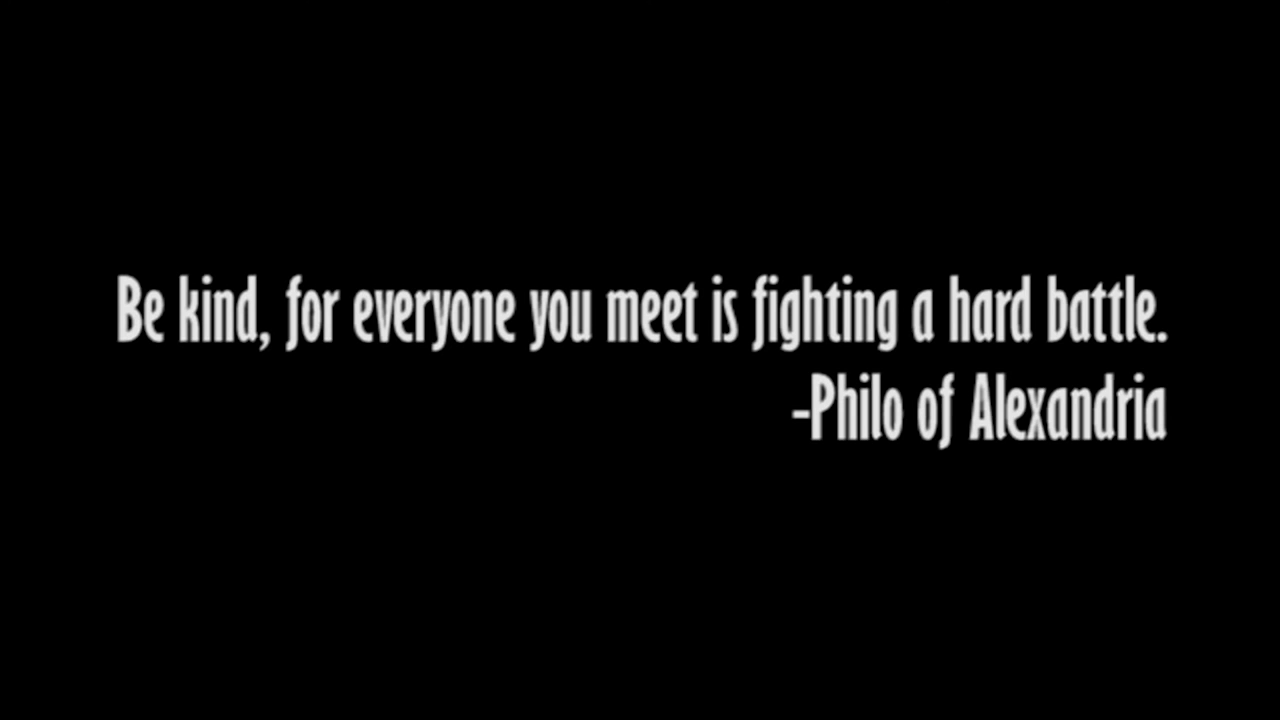 Be kind, for everyone you meet is fighting a hard battle.
-Philo of Alexandria